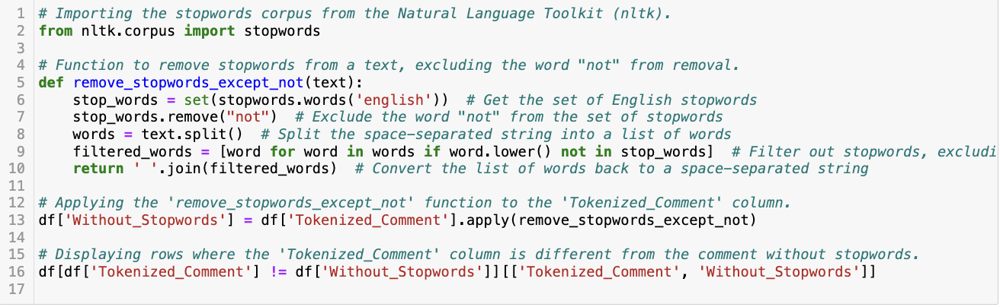 1 # Importing the stopwords corpus from the Natural Language Toolkit (nltk).
2 from nltk.corpus import stopwords
3
4 # Function to remove stopwords from a text, excluding the word "not" from removal.
5 def remove_stopwords_except_not(text):
6     stop_words = set(stopwords.words('english'))  # Get the set of English stopwords
7     stop_words.remove("not")  # Exclude the word "not" from the set of stopwords
8     words = text.split()  # Split the space-separated string into a list of words
9     filtered_words = [word for word in words if word.lower() not in stop_words]  # Filter out stopwords, excludi
10     return ' '.join(filtered_words)  # Convert the list of words back to a space-separated string
11
12 # Applying the 'remove_stopwords_except_not' function to the 'Tokenized_Comment' column.
13 df['Without_Stopwords'] = df['Tokenized_Comment'].apply(remove_stopwords_except_not)
14
15 # Displaying rows where the 'Tokenized_Comment' column is different from the comment without stopwords.
16 df[df['Tokenized_Comment'] != df['Without_Stopwords']][['Tokenized_Comment', 'Without_Stopwords']]
17